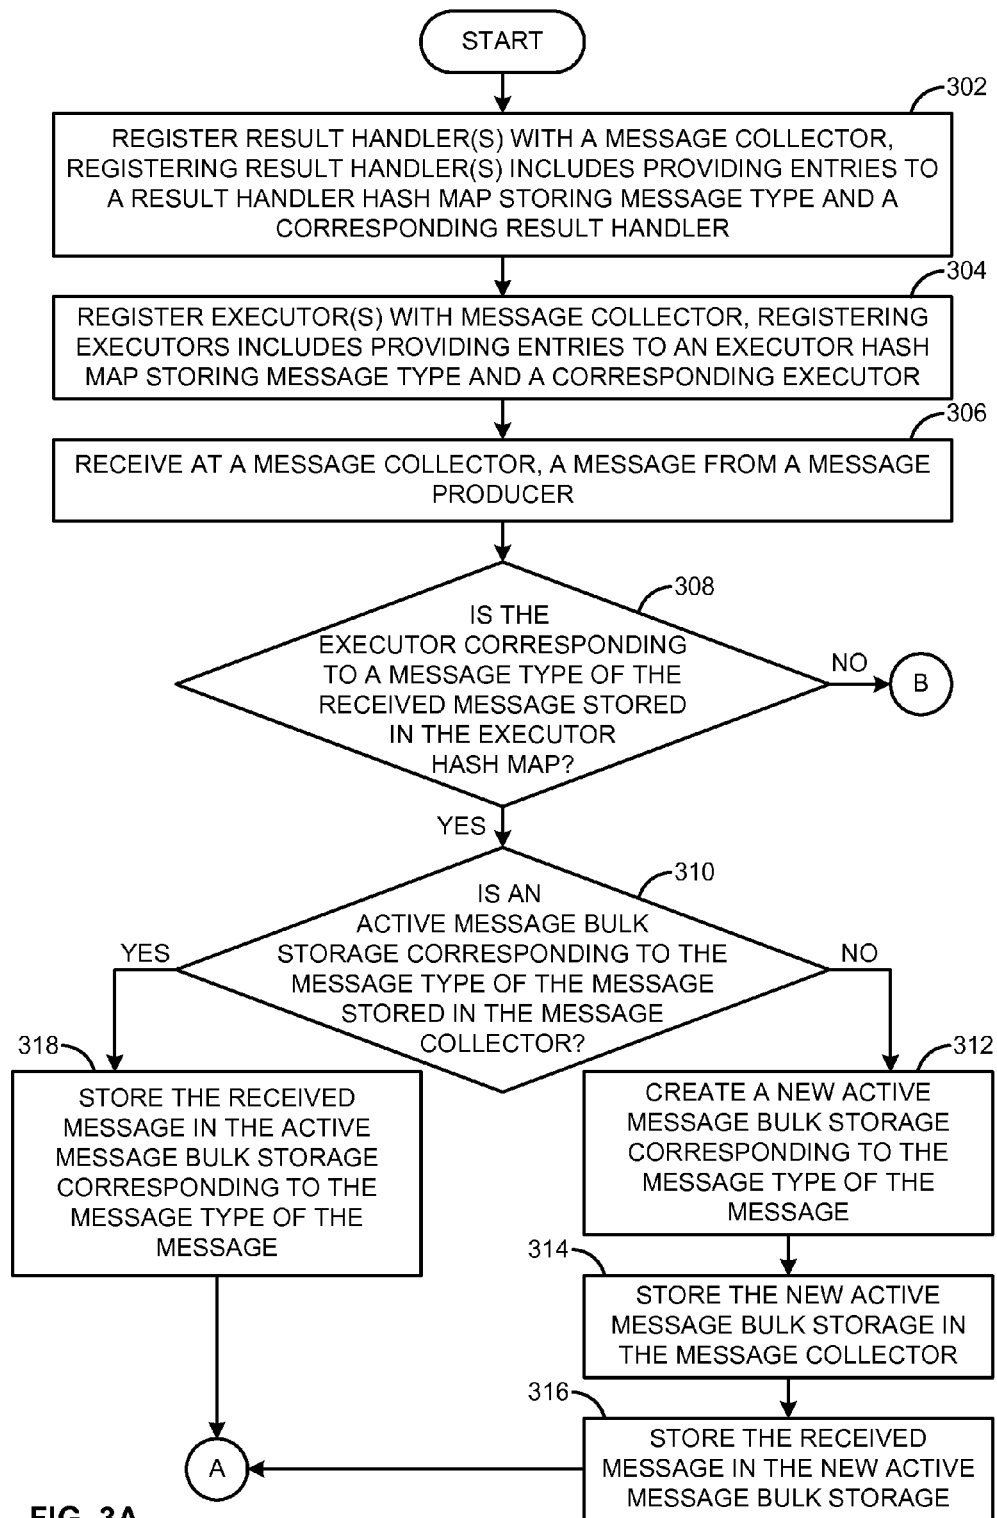 START
302
REGISTER RESULT HANDLER(S) WITH A MESSAGE COLLECTOR,
REGISTERING RESULT HANDLER(S) INCLUDES PROVIDING ENTRIES TO
A RESULT HANDLER HASH MAP STORING MESSAGE TYPE AND A
CORRESPONDING RESULT HANDLER
304
REGISTER EXECUTOR(S) WITH MESSAGE COLLECTOR, REGISTERING
EXECUTORS INCLUDES PROVIDING ENTRIES TO AN EXECUTOR HASH
MAP STORING MESSAGE TYPE AND A CORRESPONDING EXECUTOR
306
RECEIVE AT A MESSAGE COLLECTOR, A MESSAGE FROM A MESSAGE
PRODUCER
308
IS THE
EXECUTOR CORRESPONDING
TO A MESSAGE TYPE OF THE
RECEIVED MESSAGE STORED
IN THE EXECUTOR
HASH MAP?
NO
B
YES
310
IS AN
ACTIVE MESSAGE BULK
STORAGE CORRESPONDING TO THE
MESSAGE TYPE OF THE MESSAGE
STORED IN THE MESSAGE
COLLECTOR?
YES
NO
318
STORE THE RECEIVED
MESSAGE IN THE ACTIVE
MESSAGE BULK STORAGE
CORRESPONDING TO THE
MESSAGE TYPE OF THE
MESSAGE
312
CREATE A NEW ACTIVE
MESSAGE BULK STORAGE
CORRESPONDING TO THE
MESSAGE TYPE OF THE
MESSAGE
314
STORE THE NEW ACTIVE
MESSAGE BULK STORAGE IN
THE MESSAGE COLLECTOR
316
STORE THE RECEIVED
MESSAGE IN THE NEW ACTIVE
MESSAGE BULK STORAGE
A
FIG. 3A